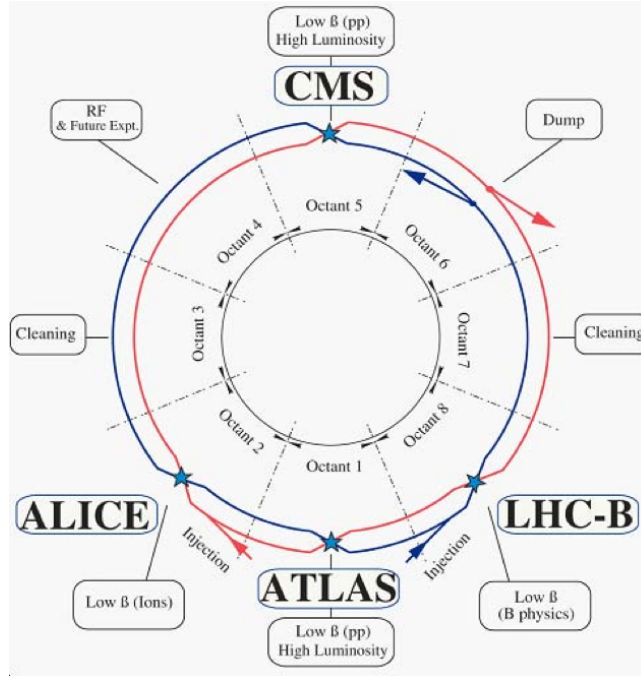 Low ß (pp)
High Luminosity
CMS
RF
& Future Expt.
Dump
Octant 5
Octant 4
Octant 6
Octant 3
Octant 7
Cleaning
Cleaning
Octant 2
Octant 8
Octant 1
ALICE
LHC-B
Injection
Injection
ATLAS
Low ß (Ions)
Low ß
(B physics)
Low ß (pp)
High Luminosity